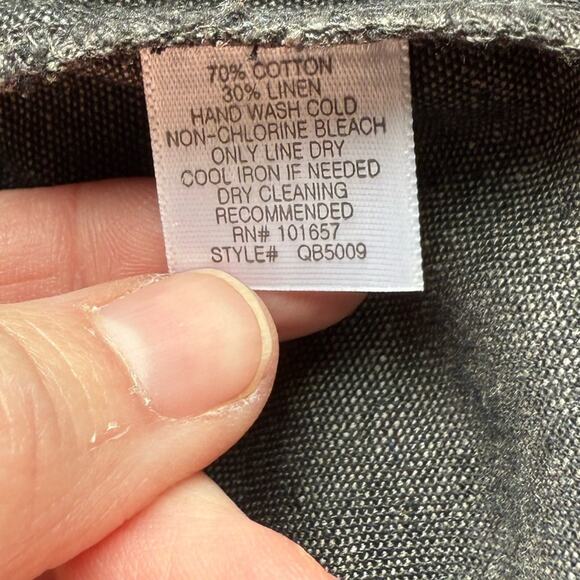 70% COTTON
30% LINEN
HAND WASH COLD
NON-CHLORINE BLEACH
ONLY LINE DRY
COOL IRON IF NEEDED
DRY CLEANING
RECOMMENDED
RN# 101657
STYLE# QB5009